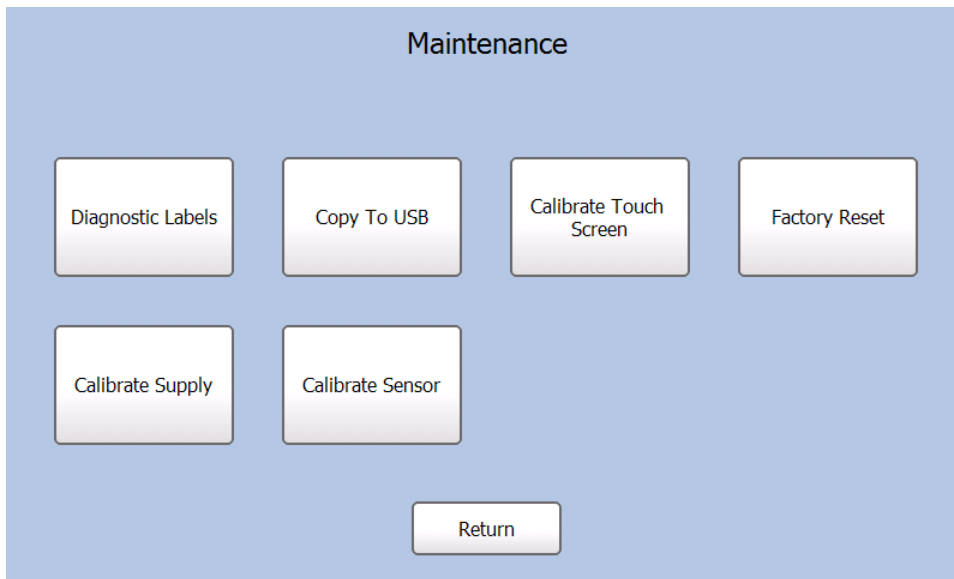 Maintenance
Diagnostic Labels
Copy To USB
Calibrate Touch
Screen
Factory Reset
Calibrate Supply
Calibrate Sensor
Return